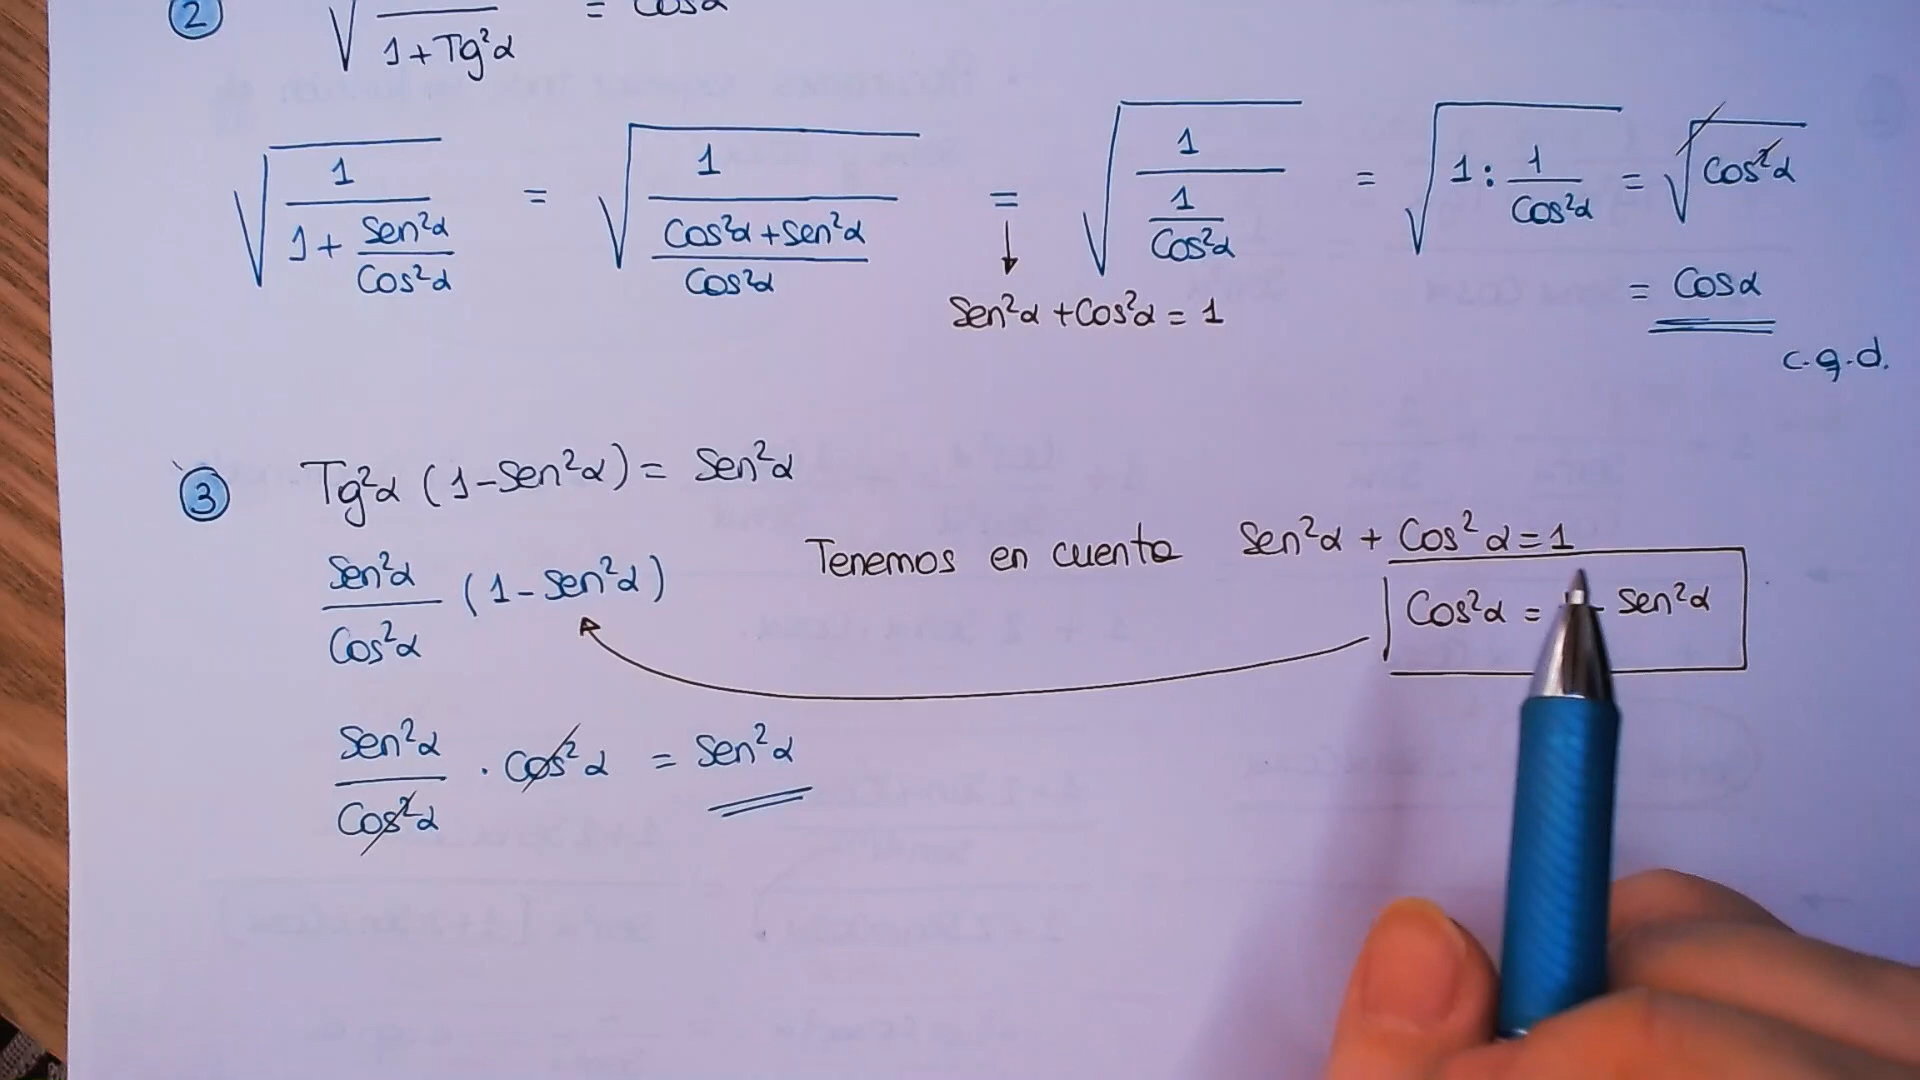 ② √(1/(1+Tg²α)) = Cosα
√(1/(1+Sen²α/Cos²α)) = √(1/((Cos²α+Sen²α)/Cos²α)) = √(1/(1/Cos²α)) = √(1:1/Cos²α) = √(Cos²α)
Sen²α + Cos²α = 1
= Cosα
c.q.d.
③ Tg²α (1-Sen²α) = Sen²α
Sen²α/Cos²α (1-Sen²α)
Tenemos en cuenta Sen²α + Cos²α = 1
Cos²α = - Sen²α
Sen²α/Cos²α · Cos²α = Sen²α